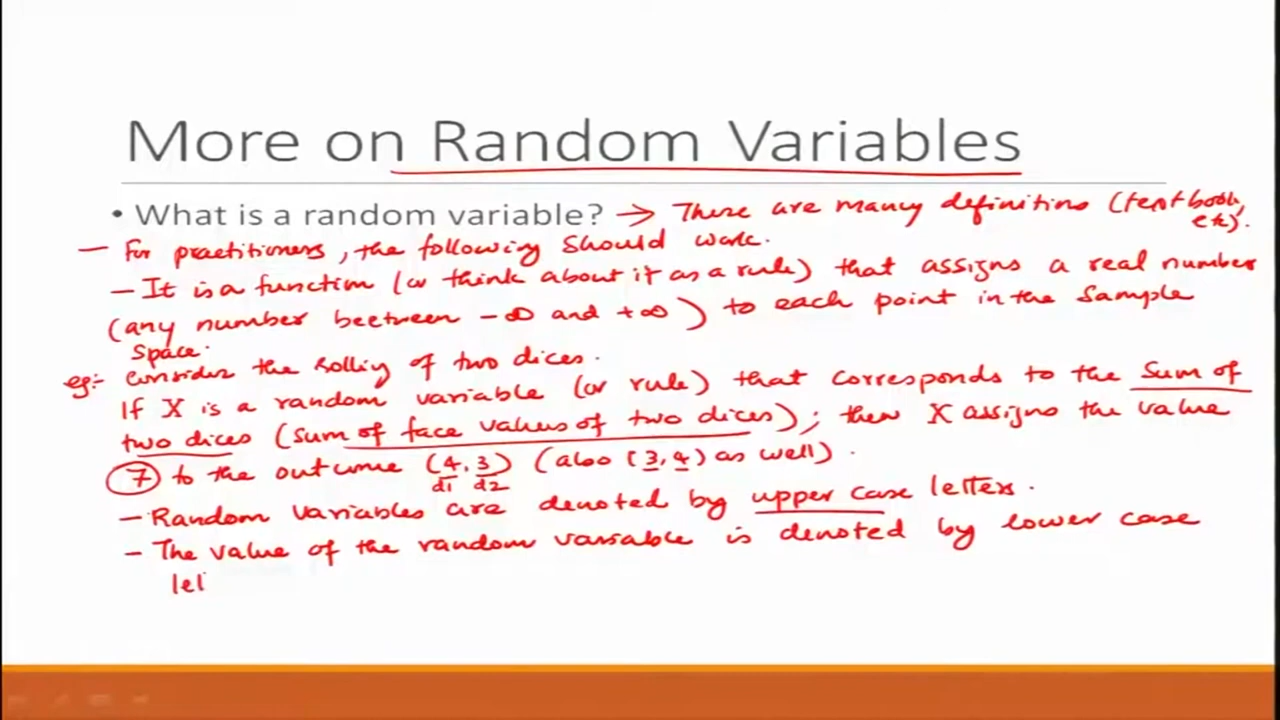 More on Random Variables
• What is a random variable? → There are many definitins (text book, etc).
– For practitioners, the following should work.
– It is a function (or think about it as a rule) that assigns a real number
(any number beetween -∞ and +∞) to each point in the sample
space.
eg:- Consider the rolling of two dices.
If X is a random variable (or rule) that corresponds to the sum of
two dices (sum of face values of two dices); then X assigns the value
7 to the outcome (4,3) (also (3,4) as well).
d1 d2
– Random variables are denoted by upper case letters.
– The value of the random variable is denoted by lower case
let